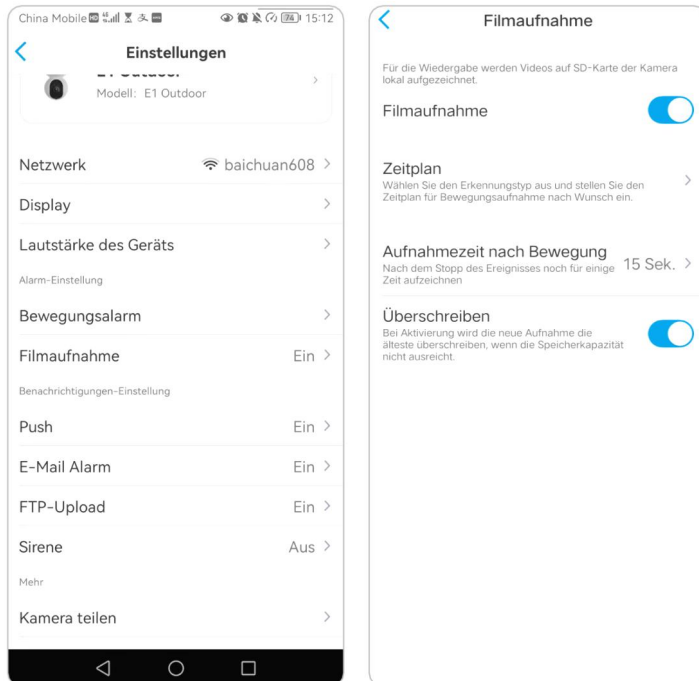 China Mobile HD 15:12
74
Einstellungen
Modell: E1 Outdoor
Netzwerk baichuan608
Display
Lautstärke des Geräts
Alarm-Einstellung
Bewegungsalarm
Filmaufnahme Ein
Benachrichtigungen-Einstellung
Push Ein
E-Mail Alarm Ein
FTP-Upload Ein
Sirene Aus
Mehr
Kamera teilen
Filmaufnahme
Für die Wiedergabe werden Videos auf SD-Karte der Kamera
lokal aufgezeichnet.
Filmaufnahme
Zeitplan
Wählen Sie den Erkennungstyp aus und stellen Sie den
Zeitplan für Bewegungsaufnahme nach Wunsch ein.
Aufnahmezeit nach Bewegung
15 Sek.
Nach dem Stopp des Ereignisses noch für einige
Zeit aufzeichnen
Überschreiben
Bei Aktivierung wird die neue Aufnahme die
älteste überschreiben, wenn die Speicherkapazität
nicht ausreicht.